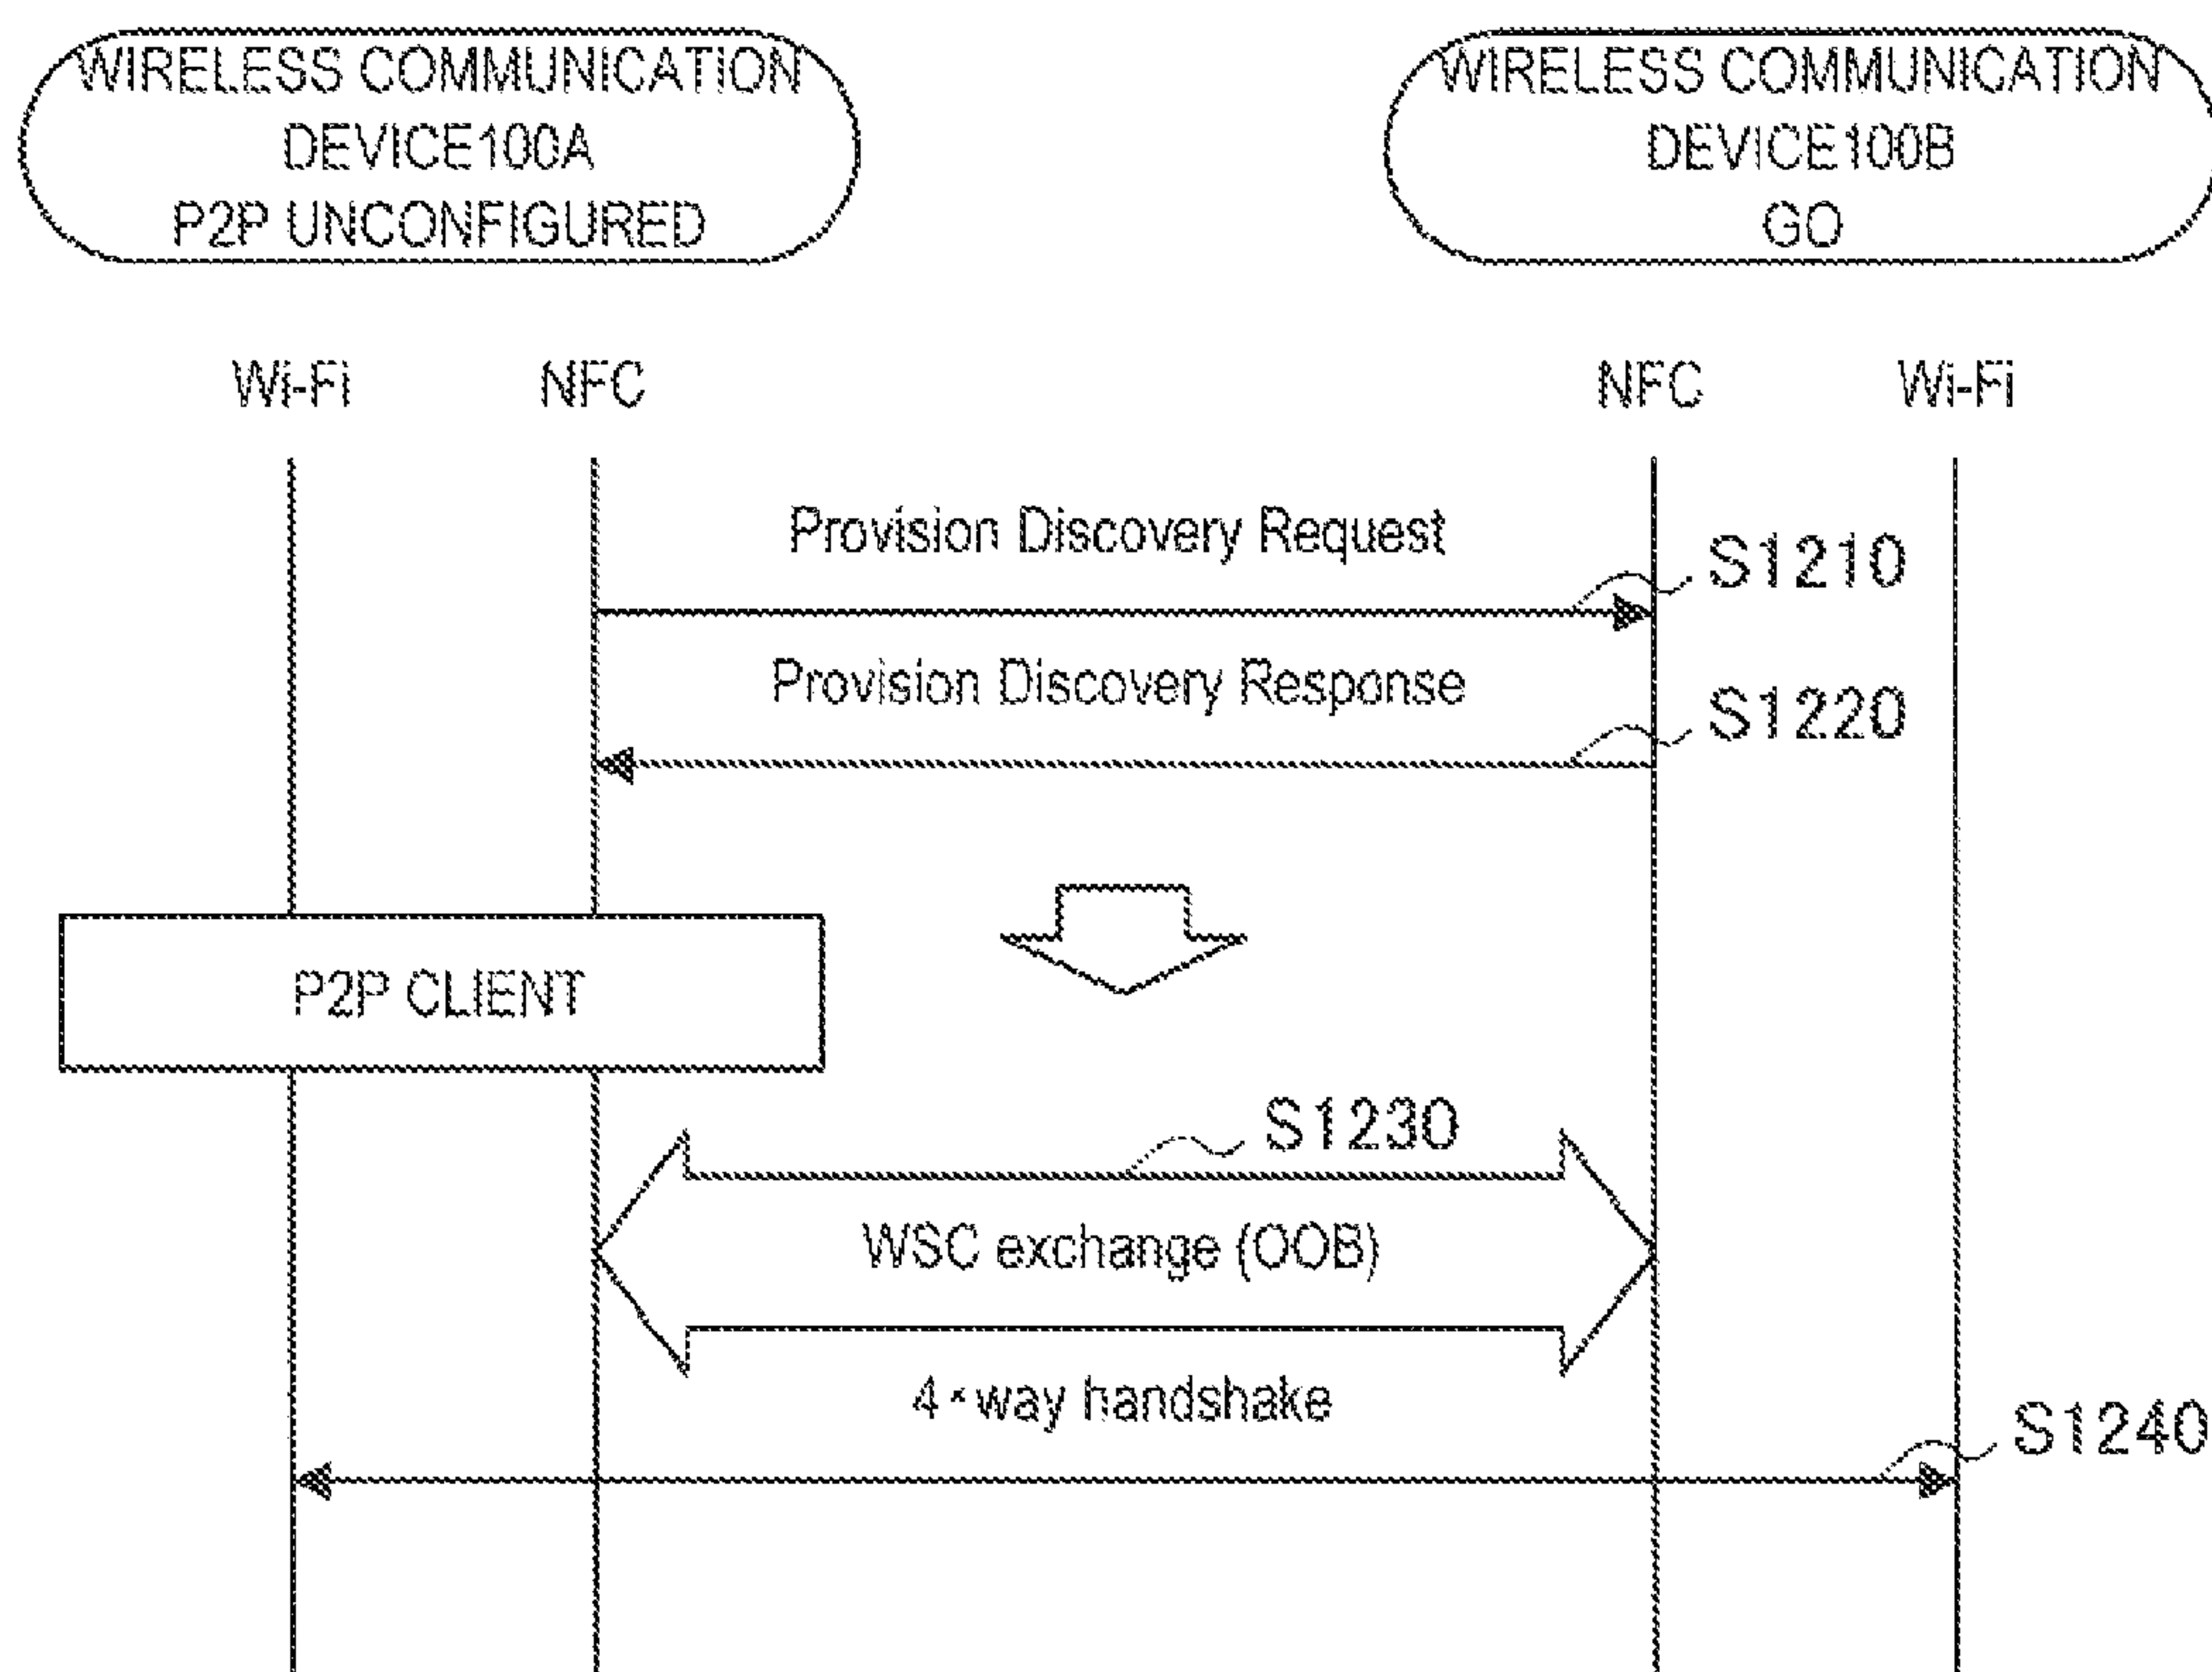 WIRELESS COMMUNICATION
DEVICE100A
P2P UNCONFIGURED
WIRELESS COMMUNICATION
DEVICE100B
GO
Wi-Fi
NFC
NFC
Wi-Fi
Provision Discovery Request
S1210
Provision Discovery Response
S1220
P2P CLIENT
S1230
WSC exchange (OOB)
4-way handshake
S1240